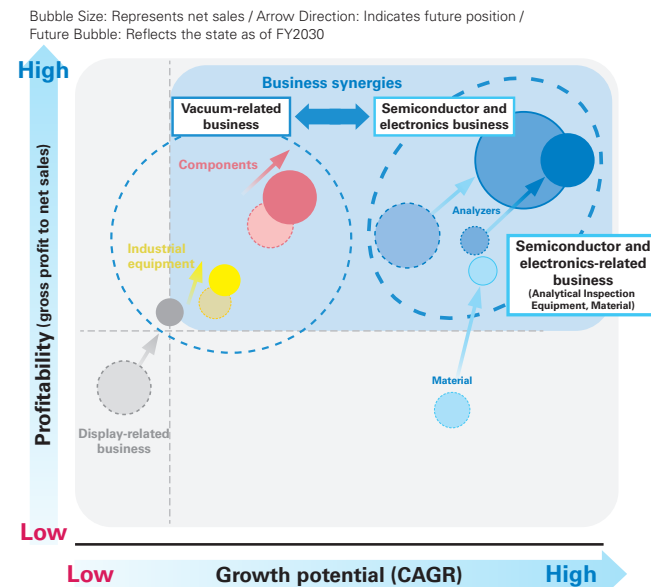 Bubble Size: Represents net sales / Arrow Direction: Indicates future position /
Future Bubble: Reflects the state as of FY2030
High
Business synergies
Vacuum-related
business
Semiconductor and
electronics business
Components
Analyzers
Industrial
equipment
Semiconductor and
electronics-related
business
(Analytical Inspection
Equipment, Material)
Profitability (gross profit to net sales)
Material
Display-related
business
Low
Low
Growth potential (CAGR)
High